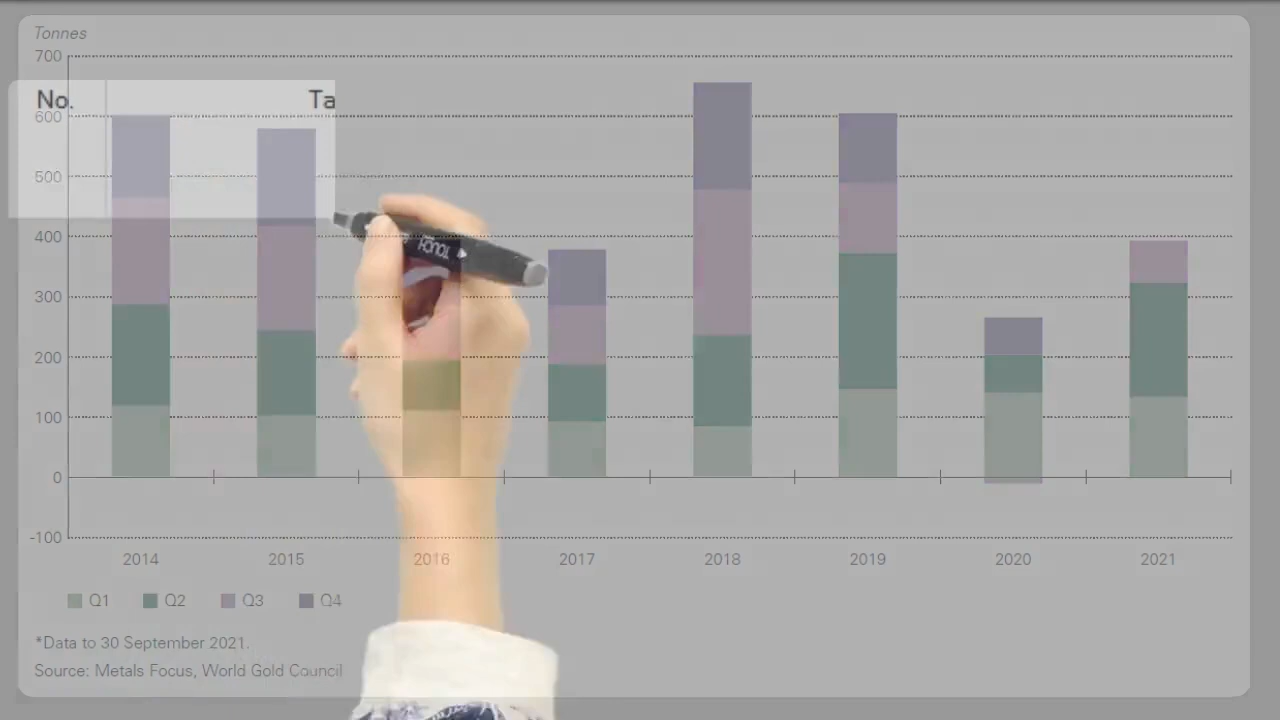 Tonnes
700
No. Ta
600
500
400
TOUCH
300
200
100
0
-100
2014 2015 2016 2017 2018 2019 2020 2021
Q1 Q2 Q3 Q4
*Data to 30 September 2021.
Source: Metals Focus, World Gold Council